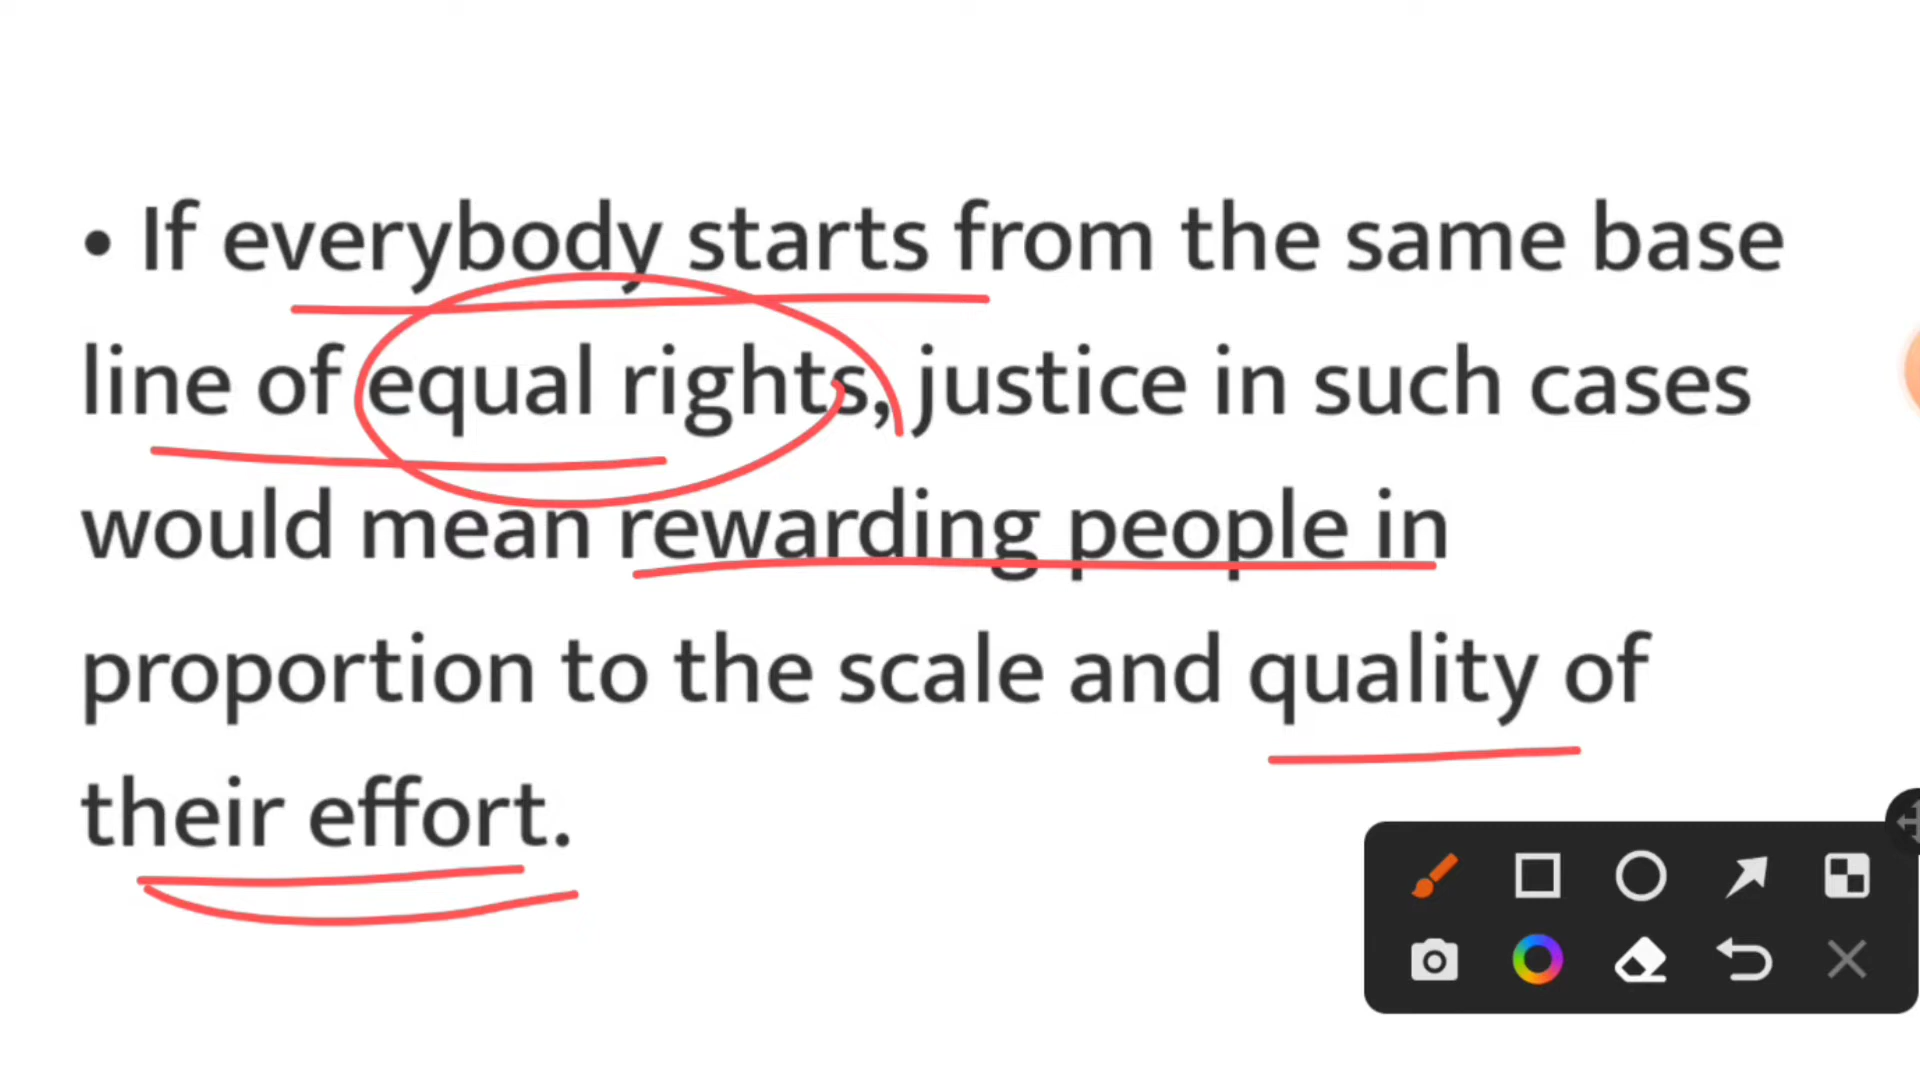 • If everybody starts from the same base
line of equal rights, justice in such cases
would mean rewarding people in
proportion to the scale and quality of
their effort.